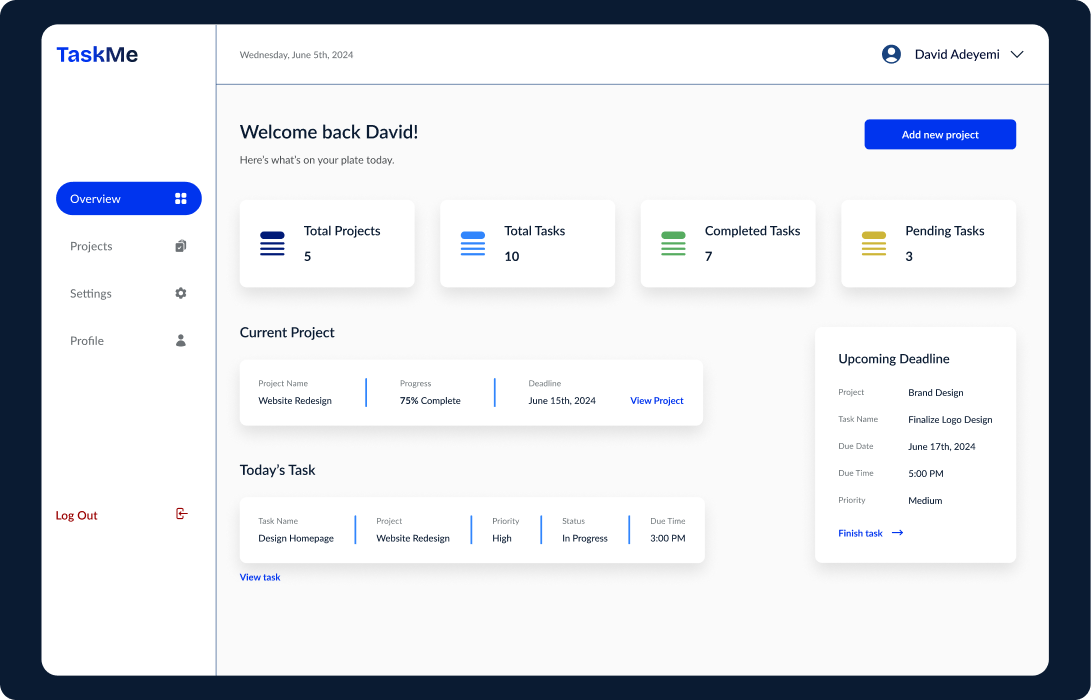 TaskMe
Wednesday, June 5th, 2024
David Adeyemi
Overview
Projects
Settings
Profile
Log Out
Welcome back David!
Here's what's on your plate today.
Add new project
Total Projects
5
Total Tasks
10
Completed Tasks
7
Pending Tasks
3
Current Project
Project Name
Website Redesign
Progress
75% Complete
Deadline
June 15th, 2024
View Project
Today's Task
Task Name
Design Homepage
Project
Website Redesign
Priority
High
Status
In Progress
Due Time
3:00 PM
View task
Upcoming Deadline
Project Brand Design
Task Name Finalize Logo Design
Due Date June 17th, 2024
Due Time 5:00 PM
Priority Medium
Finish task